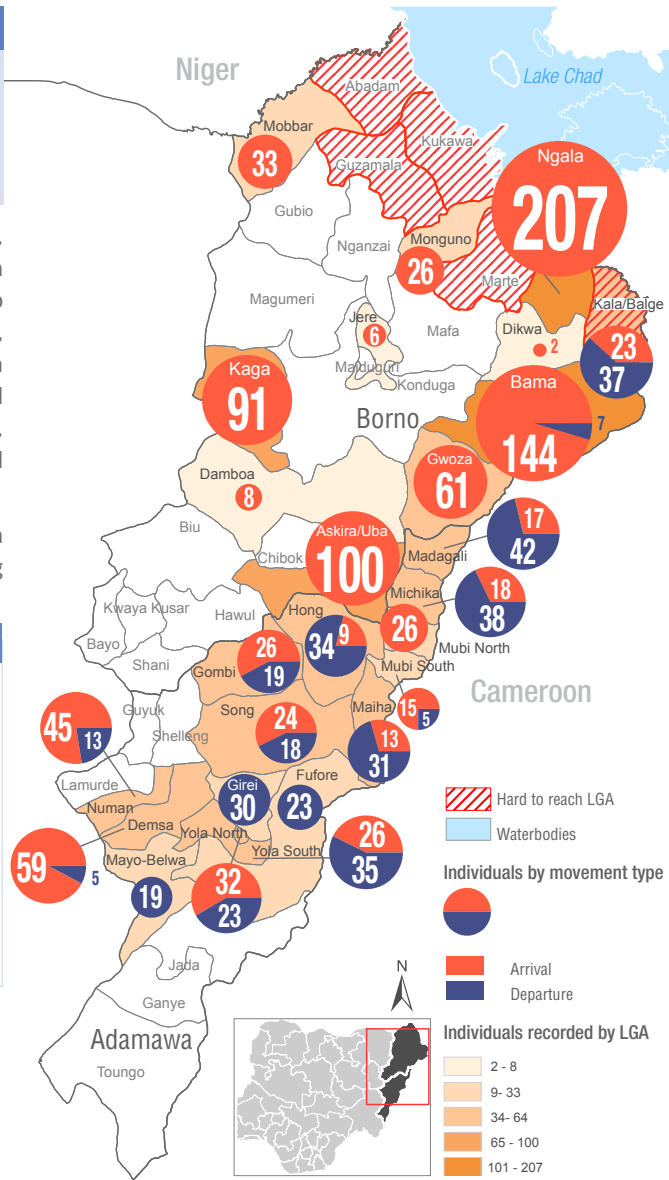 Niger
Lake Chad
Abadam
Mobbar
33
Kukawa
Guzamala
Ngala
207
Gubio
Nganzai
Monguno
26
Marte
Magumeri
Kala/Balge
Jere
6
Mafa
Dikwa
2
23
37
Kaga
91
Maiduguri
Konduga
Bama
144
7
Borno
Gwoza
61
Damboa
8
Biu
Askira/Uba
100
17
42
Chibok
Madagali
Michika
18
38
Kwaya Kusar
Hawul
Hong
34
9
26
Mubi North
Bayo
Shani
Gombi
26
19
Mubi South
Cameroon
Guyuk
45
13
Shelleng
Song
24
18
Maiha
15
5
13
31
Lamurde
Numan
Girei
30
Fufore
23
Hard to reach LGA
Demsa
Yola North
Yola South
26
35
Waterbodies
59
5
Mayo-Belwa
19
32
23
Individuals by movement type
Jada
Ganye
N
Arrival
Departure
Adamawa
Toungo
Individuals recorded by LGA
2 - 8
9- 33
34- 64
65 - 100
101 - 207